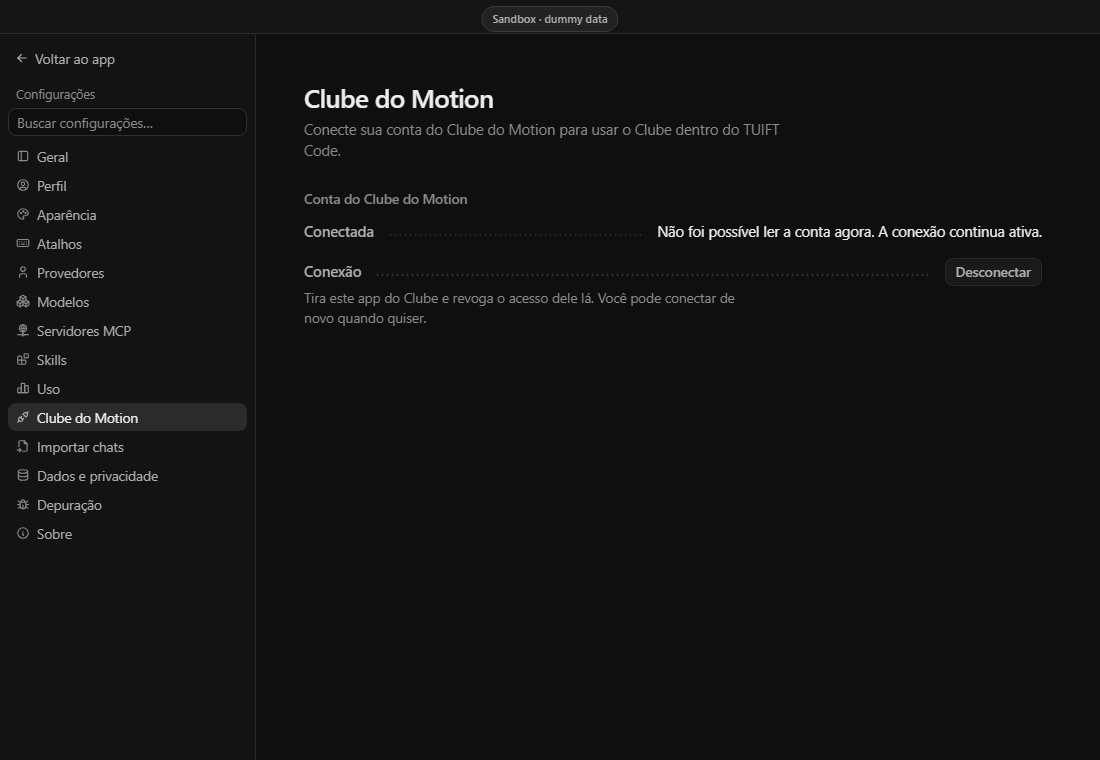 Sandbox · dummy data
Voltar ao app
Configurações
Buscar configurações...
Geral
Perfil
Aparência
Atalhos
Provedores
Modelos
Servidores MCP
Skills
Uso
Clube do Motion
Importar chats
Dados e privacidade
Depuração
Sobre
Clube do Motion
Conecte sua conta do Clube do Motion para usar o Clube dentro do TUIFT
Code.
Conta do Clube do Motion
Conectada Não foi possível ler a conta agora. A conexão continua ativa.
Conexão Desconectar
Tira este app do Clube e revoga o acesso dele lá. Você pode conectar de
novo quando quiser.